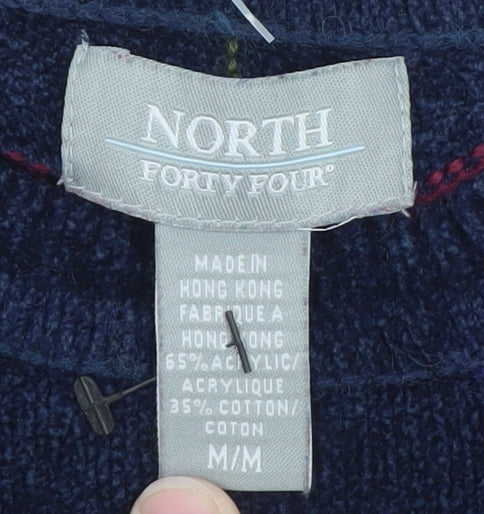 NORTH
FORTY FOUR°
MADE IN
HONG KONG
FABRIQUE A
HONG KONG
65% ACRYLIC/
ACRYLIQUE
35% COTTON/
COTON
M/M